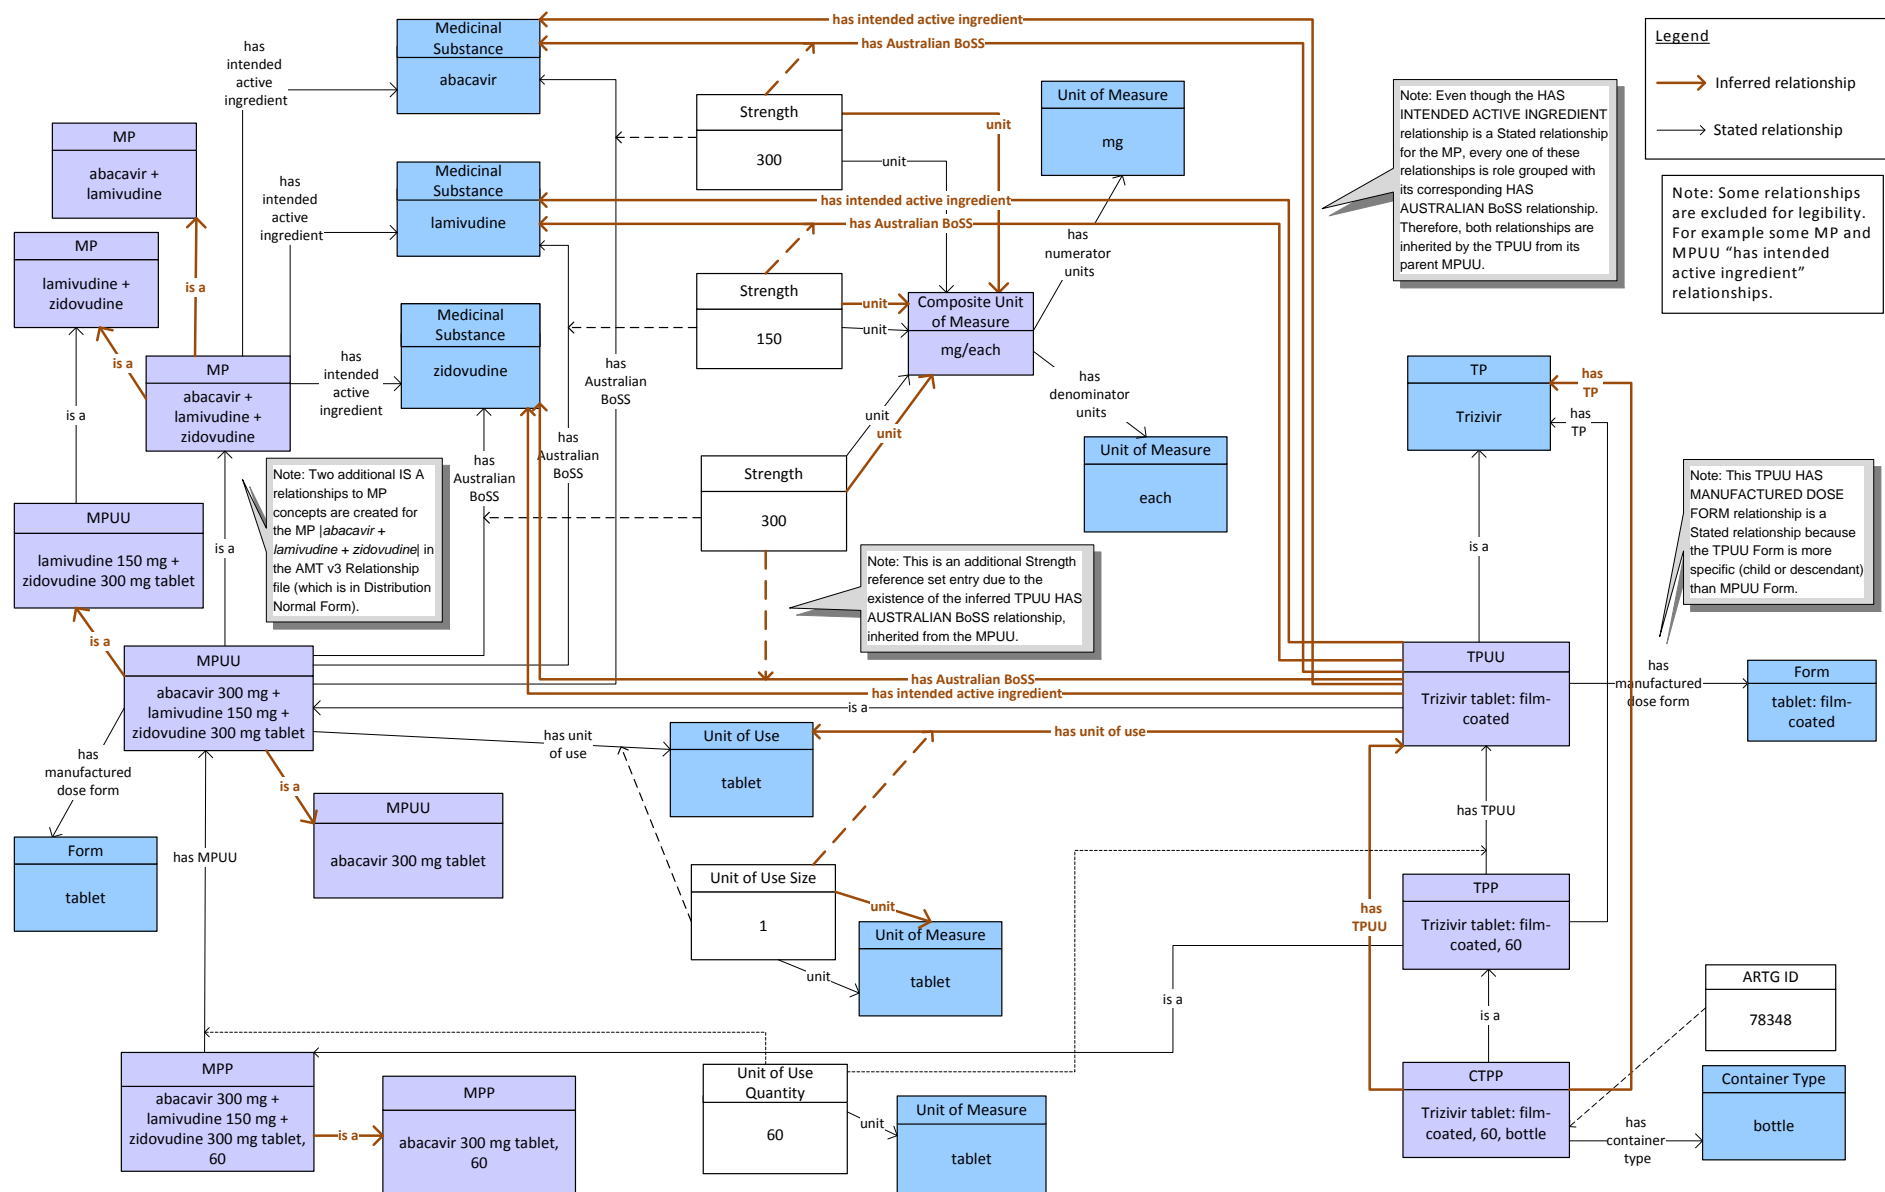 has intended active ingredient
has Australian BoSS
Medicinal
Substance
abacavir
has
intended
active
ingredient
Legend
Inferred relationship
Stated relationship
Note: Some relationships
are excluded for legibility.
For example some MP and
MPUU “has intended
active ingredient”
relationships.
Note: Even though the HAS
INTENDED ACTIVE INGREDIENT
relationship is a Stated relationship
for the MP, every one of these
relationships is role grouped with
its corresponding HAS
AUSTRALIAN BoSS relationship.
Therefore, both relationships are
inherited by the TPUU from its
parent MPUU.
Unit of Measure
mg
Strength
300
unit
unit
MP
abacavir +
lamivudine
Medicinal
Substance
lamivudine
has
intended
active
ingredient
has intended active ingredient
has Australian BoSS
MP
lamivudine +
zidovudine
is a
has
numerator
units
Strength
150
unit
unit
Composite Unit
of Measure
mg/each
Medicinal
Substance
zidovudine
has
intended
active
ingredient
MP
abacavir +
lamivudine +
zidovudine
is a
is a
has
Australian
BoSS
has
denominator
units
TP
Trizivir
has
TP
has
TP
unit
unit
has
Australian
BoSS
has
Australian
BoSS
Unit of Measure
each
Strength
300
Note: Two additional IS A
relationships to MP
concepts are created for
the MP |abacavir +
lamivudine + zidovudine| in
the AMT v3 Relationship
file (which is in Distribution
Normal Form).
Note: This TPUU HAS
MANUFACTURED DOSE
FORM relationship is a
Stated relationship because
the TPUU Form is more
specific (child or descendant)
than MPUU Form.
MPUU
lamivudine 150 mg +
zidovudine 300 mg tablet
is a
is a
Note: This is an additional Strength
reference set entry due to the
existence of the inferred TPUU HAS
AUSTRALIAN BoSS relationship,
inherited from the MPUU.
is a
MPUU
abacavir 300 mg +
lamivudine 150 mg +
zidovudine 300 mg tablet
has Australian BoSS
has intended active ingredient
is a
TPUU
Trizivir tablet: film-
coated
has
manufactured
dose form
Form
tablet: film-
coated
has unit
of use
Unit of Use
tablet
has unit of use
has
manufactured
dose form
is a
MPUU
abacavir 300 mg tablet
has TPUU
Form
tablet
has MPUU
Unit of Use Size
1
unit
unit
Unit of Measure
tablet
has
TPUU
TPP
Trizivir tablet: film-
coated, 60
is a
is a
ARTG ID
78348
MPP
abacavir 300 mg +
lamivudine 150 mg +
zidovudine 300 mg tablet,
60
is a
MPP
abacavir 300 mg tablet,
60
Unit of Use
Quantity
60
unit
Unit of Measure
tablet
CTPP
Trizivir tablet: film-
coated, 60, bottle
has
container
type
Container Type
bottle